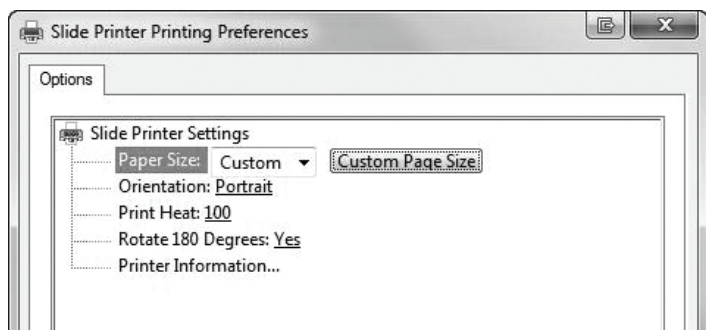 Slide Printer Printing Preferences
Options
Slide Printer Settings
Paper Size: Custom Custom Page Size
Orientation: Portrait
Print Heat: 100
Rotate 180 Degrees: Yes
Printer Information...